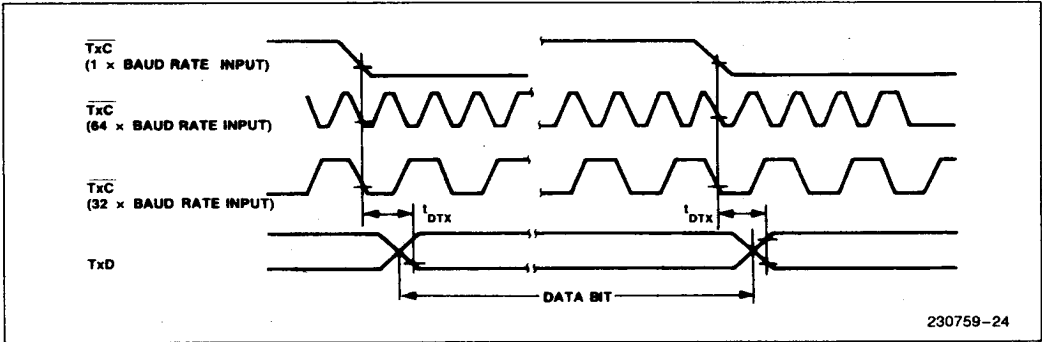 TxC
(1 × BAUD RATE INPUT)
TxC
(64 × BAUD RATE INPUT)
TxC
(32 × BAUD RATE INPUT)
tDTX
tDTX
TxD
DATA BIT
230759-24